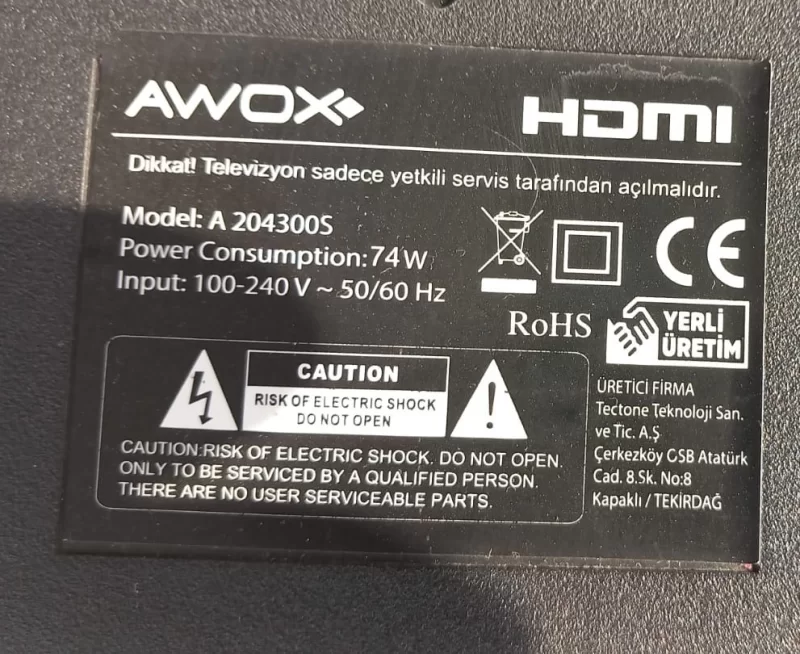 AWOX
HDMI
Dikkat! Televizyon sadece yetkili servis tarafından açılmalıdır.
Model: A 204300S
Power Consumption:74W
Input: 100-240 V ~ 50/60 Hz
CE
RoHS
YERLİ
ÜRETİM
CAUTION
RISK OF ELECTRIC SHOCK
DO NOT OPEN
CAUTION:RISK OF ELECTRIC SHOCK. DO NOT OPEN.
ONLY TO BE SERVICED BY A QUALIFIED PERSON.
THERE ARE NO USER SERVICEABLE PARTS.
ÜRETİCİ FİRMA
Tectone Teknoloji San.
ve Tic. A.Ş
Çerkezköy OSB Atatürk
Cad. 8.Sk. No:8
Kapaklı / TEKİRDAĞ